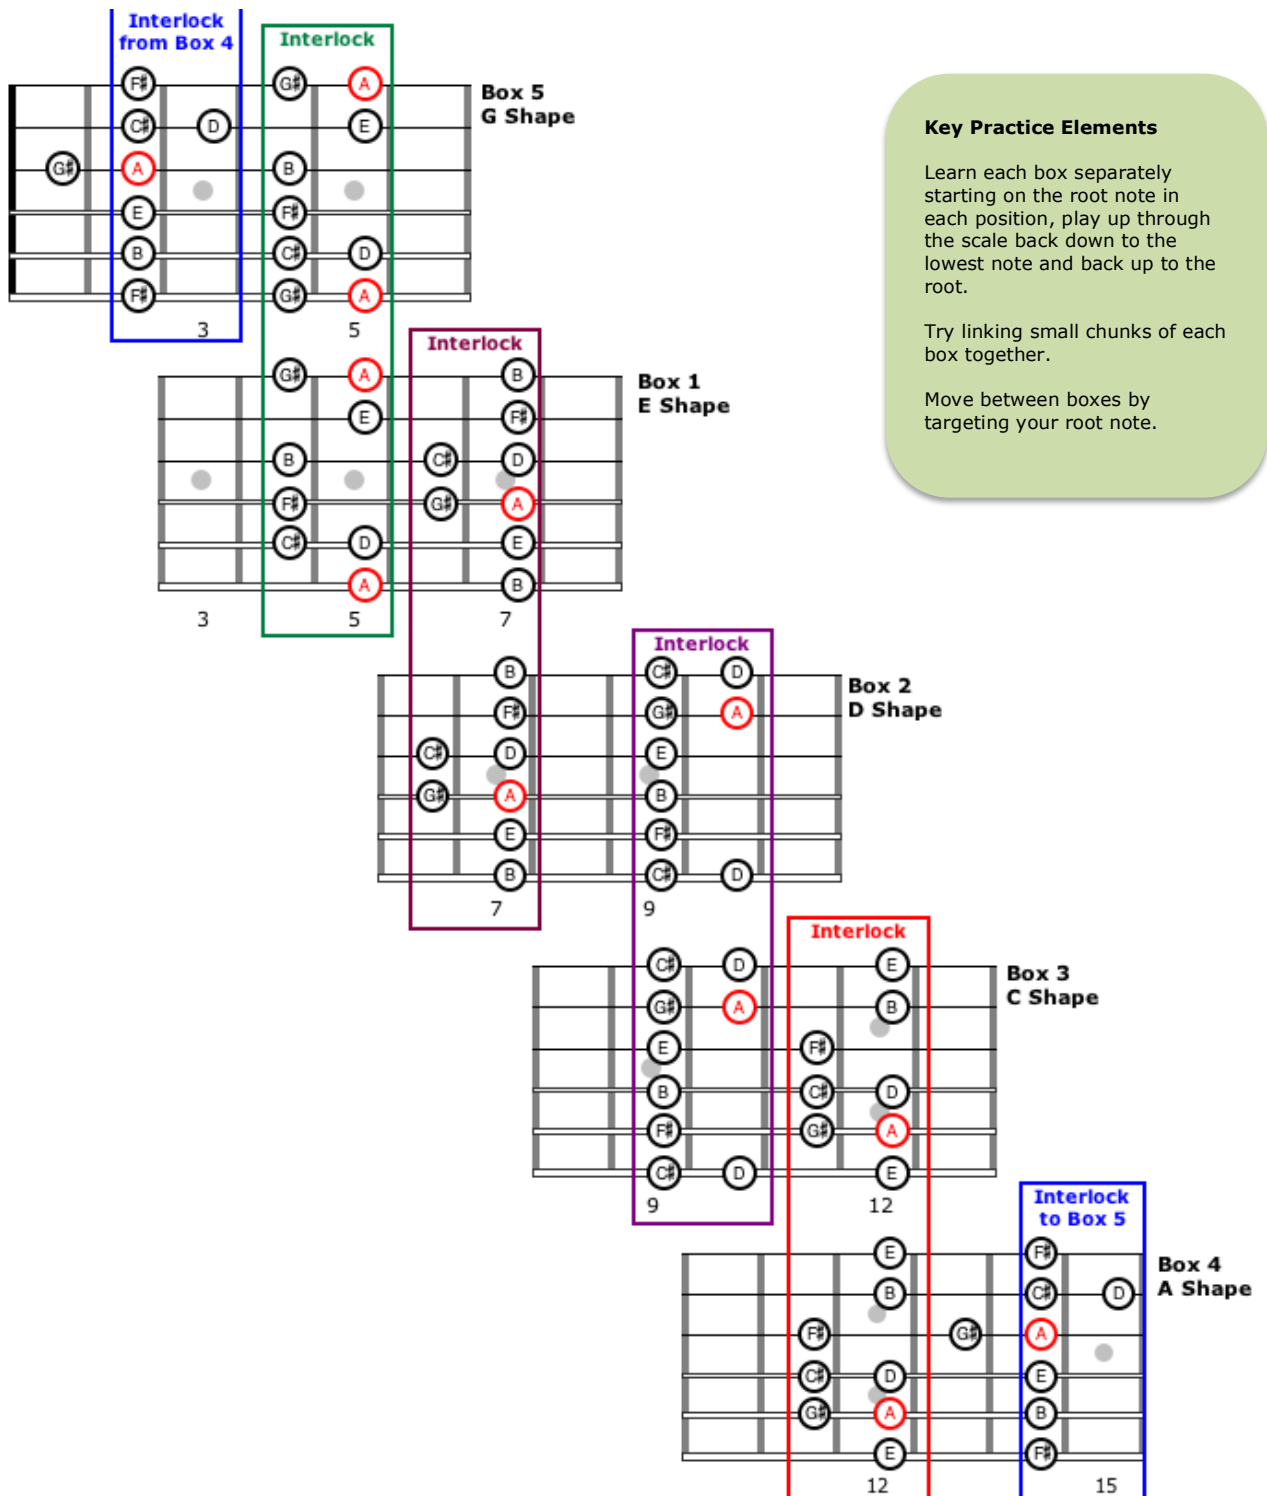 Interlock
from Box 4
Interlock
F# G# A
Box 5
G Shape
C# D E
G# A B
E F#
B C# D
F# G# A
3 5
Key Practice Elements
Learn each box separately
starting on the root note in
each position, play up through
the scale back down to the
lowest note and back up to the
root.
Try linking small chunks of each
box together.
Move between boxes by
targeting your root note.
Interlock
G# A B
Box 1
E Shape
E F#
B C# D
F# G# A
C# D E
A B
3 5 7
Interlock
B C# D
Box 2
D Shape
F# G# A
C# D E
G# A B
E F#
B C# D
7 9
Interlock
C# D E
Box 3
C Shape
G# A B
E F#
B C# D
F# G# A
C# D E
9 12
Interlock
to Box 5
E F#
Box 4
A Shape
B C# D
F# G# A
C# D E
G# A B
E F#
12 15